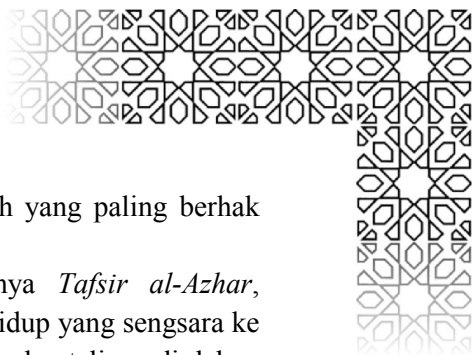 h yang paling berhak
nya Tafsir al-Azhar,
idup yang sengsara ke